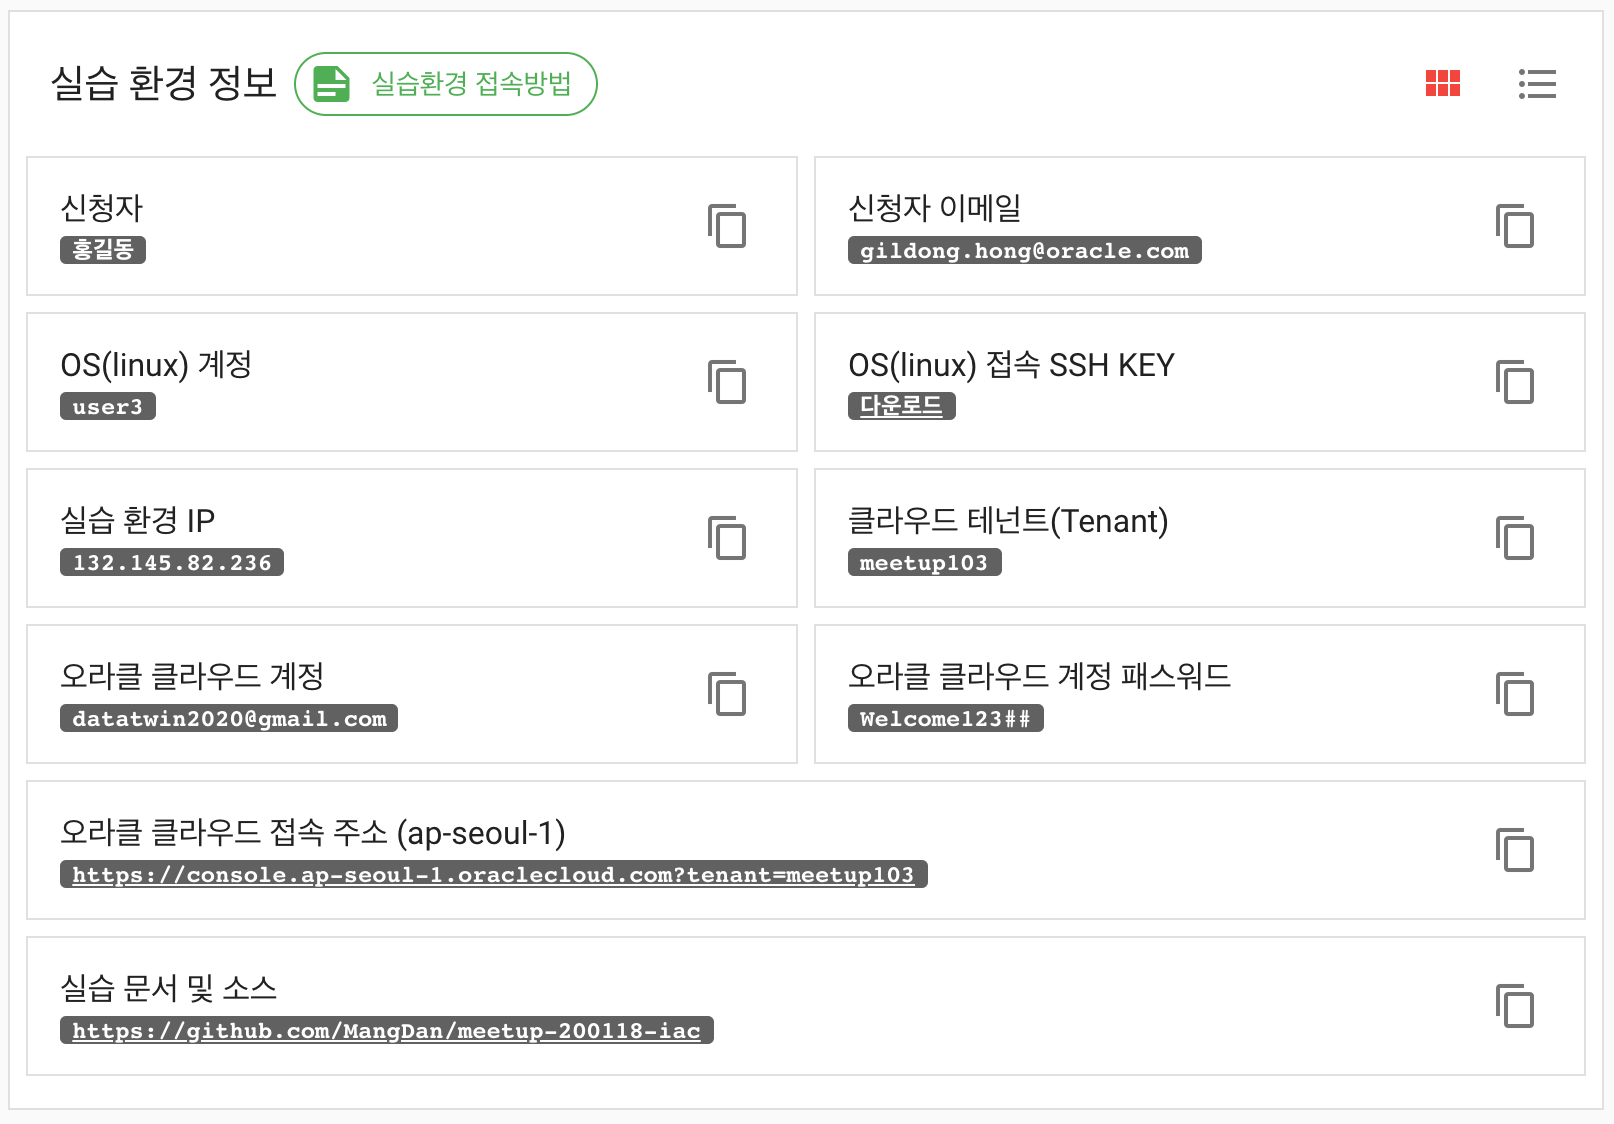 실습 환경 정보
실습환경 접속방법
신청자
홍길동
신청자 이메일
gildong.hong@oracle.com
OS(linux) 계정
user3
OS(linux) 접속 SSH KEY
다운로드
실습 환경 IP
132.145.82.236
클라우드 테넌트(Tenant)
meetup103
오라클 클라우드 계정
datatwin2020@gmail.com
오라클 클라우드 계정 패스워드
Welcome123##
오라클 클라우드 접속 주소 (ap-seoul-1)
https://console.ap-seoul-1.oraclecloud.com?tenant=meetup103
실습 문서 및 소스
https://github.com/MangDan/meetup-200118-iac